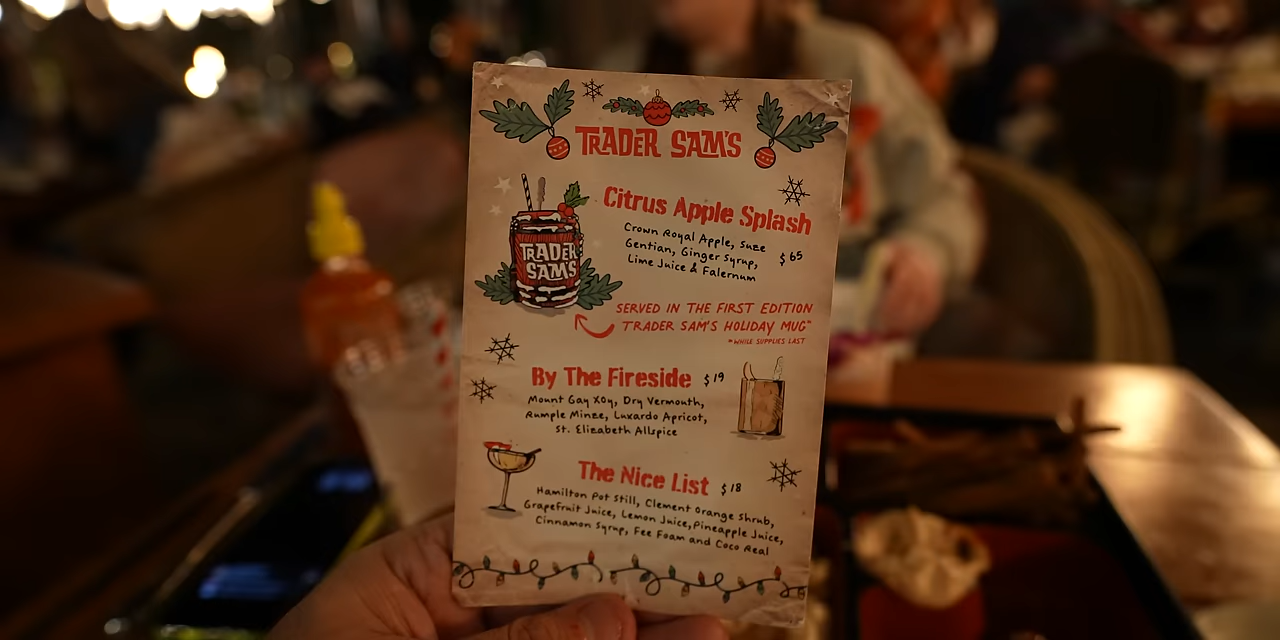 TRADER SAM'S
Citrus Apple Splash
Crown Royal Apple, Suze
Gentian, Ginger Syrup,
Lime Juice & Falernum
$65
TRADER
SAM'S
SERVED IN THE FIRST EDITION
"TRADER SAM'S HOLIDAY MUG"
*WHILE SUPPLIES LAST
By The Fireside $19
Mount Gay XO, Dry Vermouth,
Rumple Minze, Luxardo Apricot,
St. Elizabeth Allspice
The Nice List $18
Hamilton Pot Still, Clement Orange Shrub,
Grapefruit Juice, Lemon Juice, Pineapple Juice,
Cinnamon Syrup, Fee Foam and Coco Real